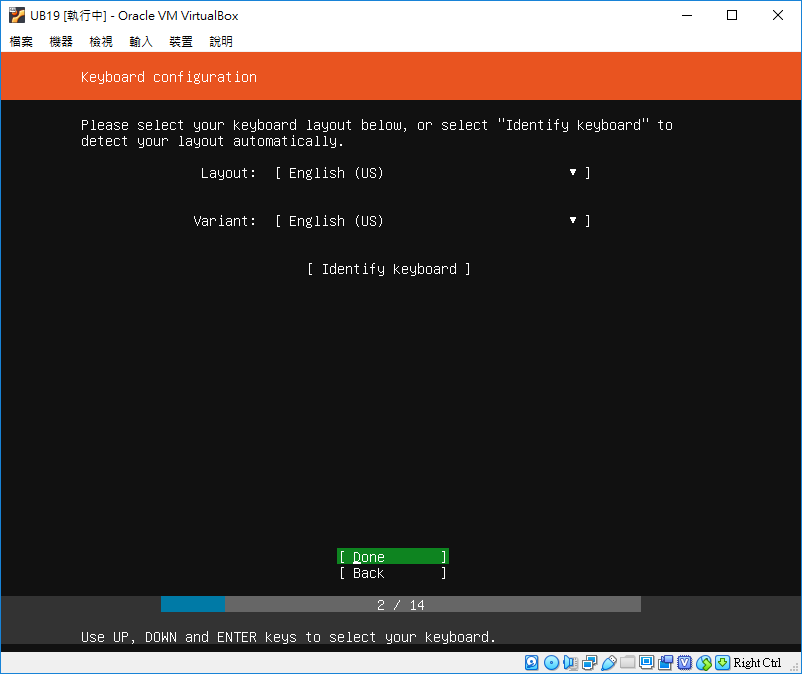 UB19 [執行中] - Oracle VM VirtualBox
檔案 機器 檢視 輸入 裝置 說明
Keyboard configuration
Please select your keyboard layout below, or select "Identify keyboard" to
detect your layout automatically.
Layout: [ English (US) ▾ ]
Variant: [ English (US) ▾ ]
[ Identify keyboard ]
[ Done ]
[ Back ]
2 / 14
Use UP, DOWN and ENTER keys to select your keyboard.
Right Ctrl